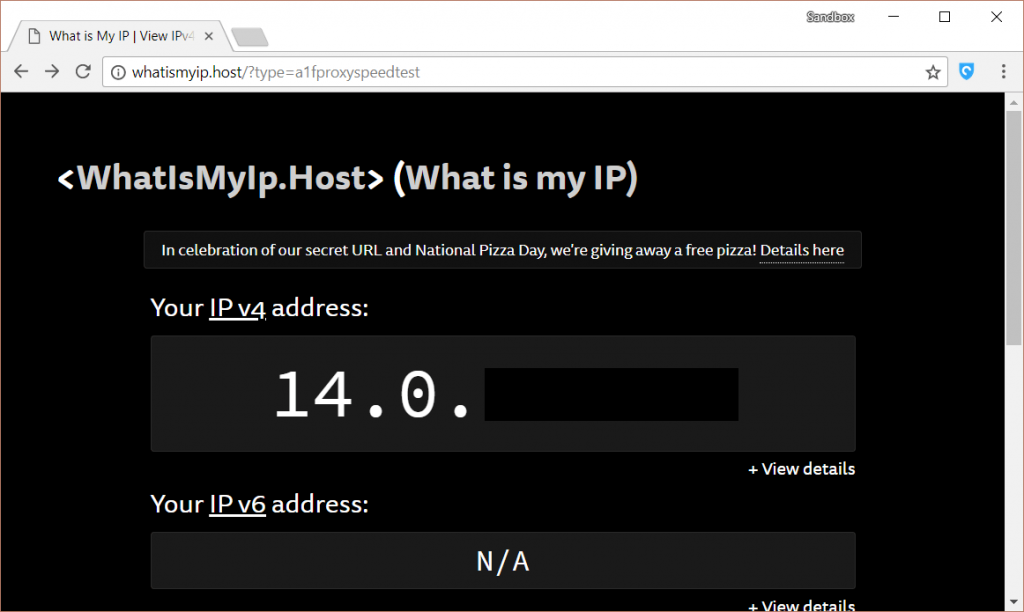 Sandbox
What is My IP | View IPv4
whatismyip.host/?type=a1fproxyspeedtest
<WhatIsMyIp.Host> (What is my IP)
In celebration of our secret URL and National Pizza Day, we're giving away a free pizza! Details here
Your IP v4 address:
14.0.
+ View details
Your IP v6 address:
N/A
+ View details